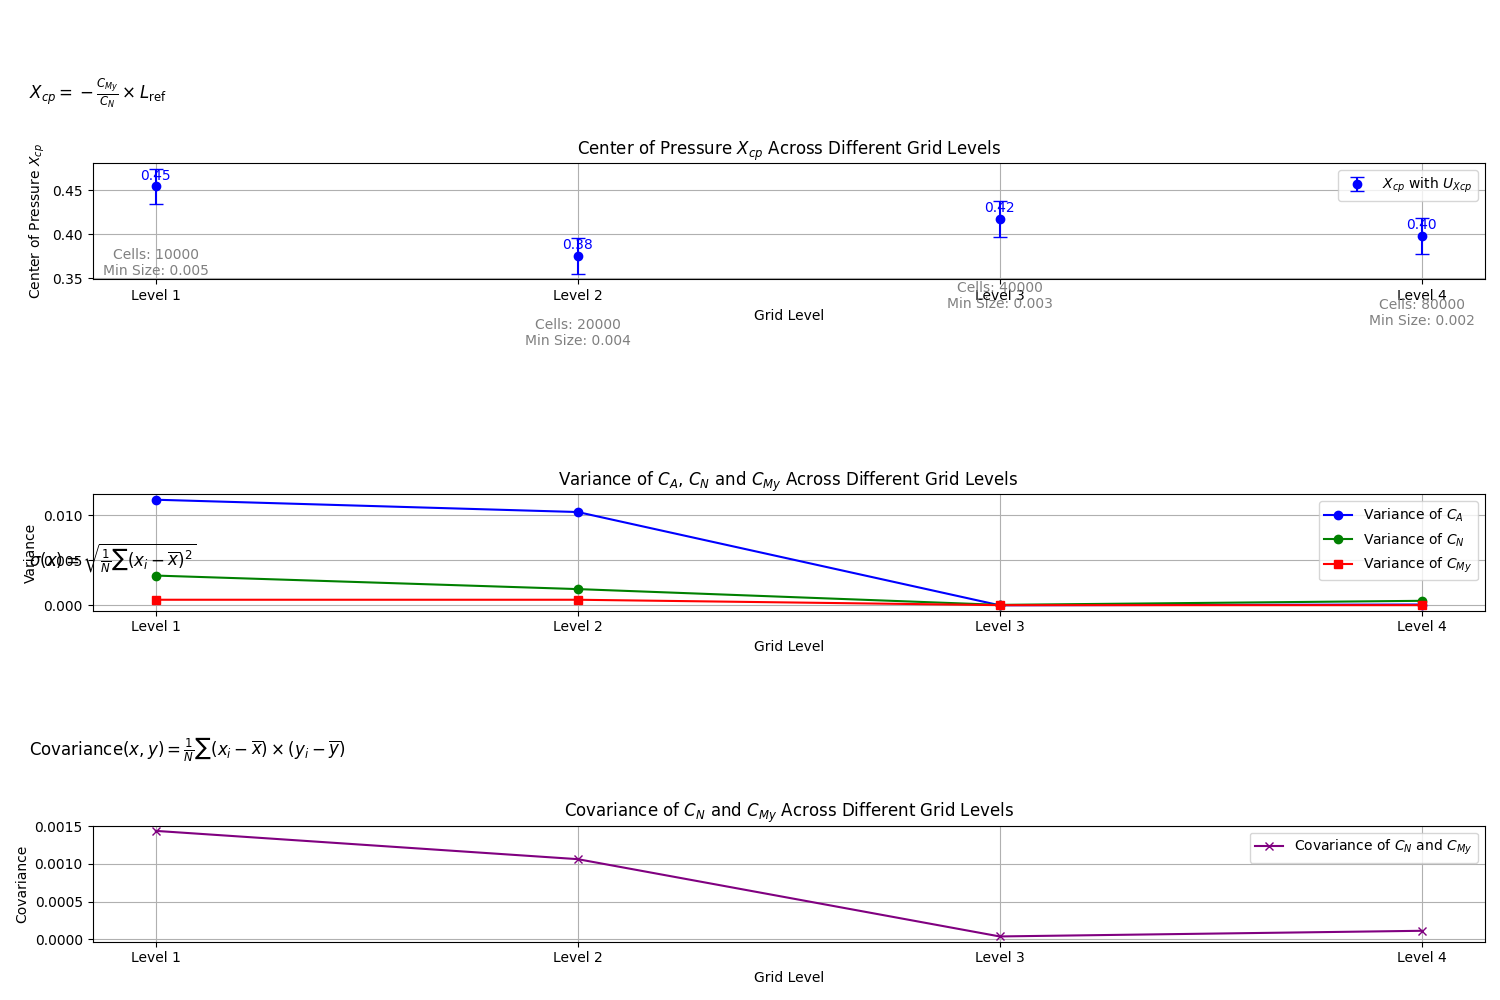 X_{cp} = -\frac{C_{My}}{C_N} × L_{ref}
Center of Pressure X_{cp} Across Different Grid Levels
Center of Pressure X_{cp}
0.45
0.40
0.35
X_{cp} with U_{Xcp}
0.45
0.38
0.42
0.40
Cells: 10000
Min Size: 0.005
Cells: 20000
Min Size: 0.004
Cells: 40000
Min Size: 0.003
Cells: 80000
Min Size: 0.002
Level 1
Level 2
Level 3
Level 4
Grid Level
Variance of C_A, C_N and C_{My} Across Different Grid Levels
Variance
0.010
0.005
0.000
σ(x) = \sqrt{\frac{1}{N}∑(x_i - \overline{x})^2}
Variance of C_A
Variance of C_N
Variance of C_{My}
Level 1
Level 2
Level 3
Level 4
Grid Level
Covariance(x, y) = \frac{1}{N}∑(x_i - \overline{x}) × (y_i - \overline{y})
Covariance of C_N and C_{My} Across Different Grid Levels
Covariance
0.0015
0.0010
0.0005
0.0000
Covariance of C_N and C_{My}
Level 1
Level 2
Level 3
Level 4
Grid Level